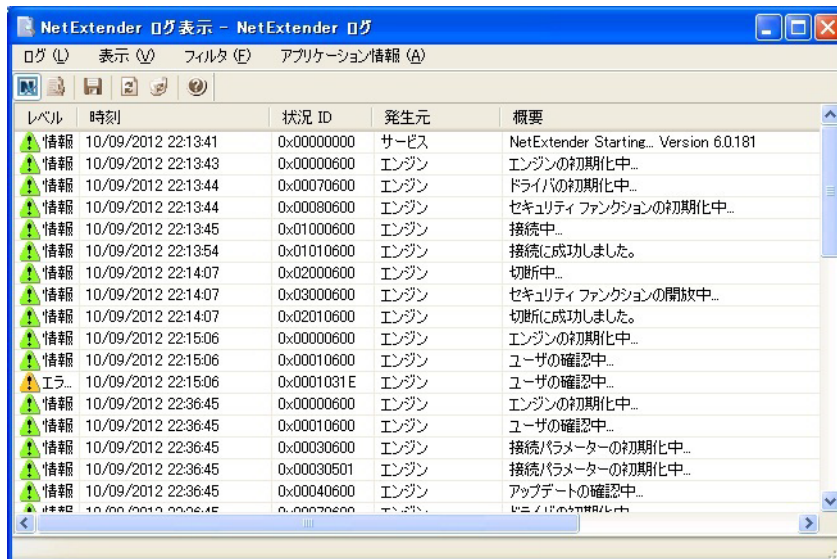 NetExtender ログ表示 - NetExtender ログ
ログ (L) 表示 (V) フィルタ (F) アプリケーション情報 (A)
レベル 時刻 状況 ID 発生元 概要
情報 10/09/2012 22:13:41 0x00000000 サービス NetExtender Starting... Version 6.0.181
情報 10/09/2012 22:13:43 0x00000600 エンジン エンジンの初期化中...
情報 10/09/2012 22:13:44 0x00070600 エンジン ドライバの初期化中...
情報 10/09/2012 22:13:44 0x00080600 エンジン セキュリティ ファンクションの初期化中...
情報 10/09/2012 22:13:45 0x01000600 エンジン 接続中...
情報 10/09/2012 22:13:54 0x01010600 エンジン 接続に成功しました。
情報 10/09/2012 22:14:07 0x02000600 エンジン 切断中...
情報 10/09/2012 22:14:07 0x03000600 エンジン セキュリティ ファンクションの開放中...
情報 10/09/2012 22:14:07 0x02010600 エンジン 切断に成功しました。
情報 10/09/2012 22:15:06 0x00000600 エンジン エンジンの初期化中...
情報 10/09/2012 22:15:06 0x00010600 エンジン ユーザの確認中...
エラ... 10/09/2012 22:15:06 0x0001031E エンジン ユーザの確認中...
情報 10/09/2012 22:36:45 0x00000600 エンジン エンジンの初期化中...
情報 10/09/2012 22:36:45 0x00010600 エンジン ユーザの確認中...
情報 10/09/2012 22:36:45 0x00030600 エンジン 接続パラメーターの初期化中...
情報 10/09/2012 22:36:45 0x00030501 エンジン 接続パラメーターの初期化中...
情報 10/09/2012 22:36:45 0x00040600 エンジン アップデートの確認中...
情報 10/09/2012 22:36:45 0x00070600 エンジン ドライバの初期化中